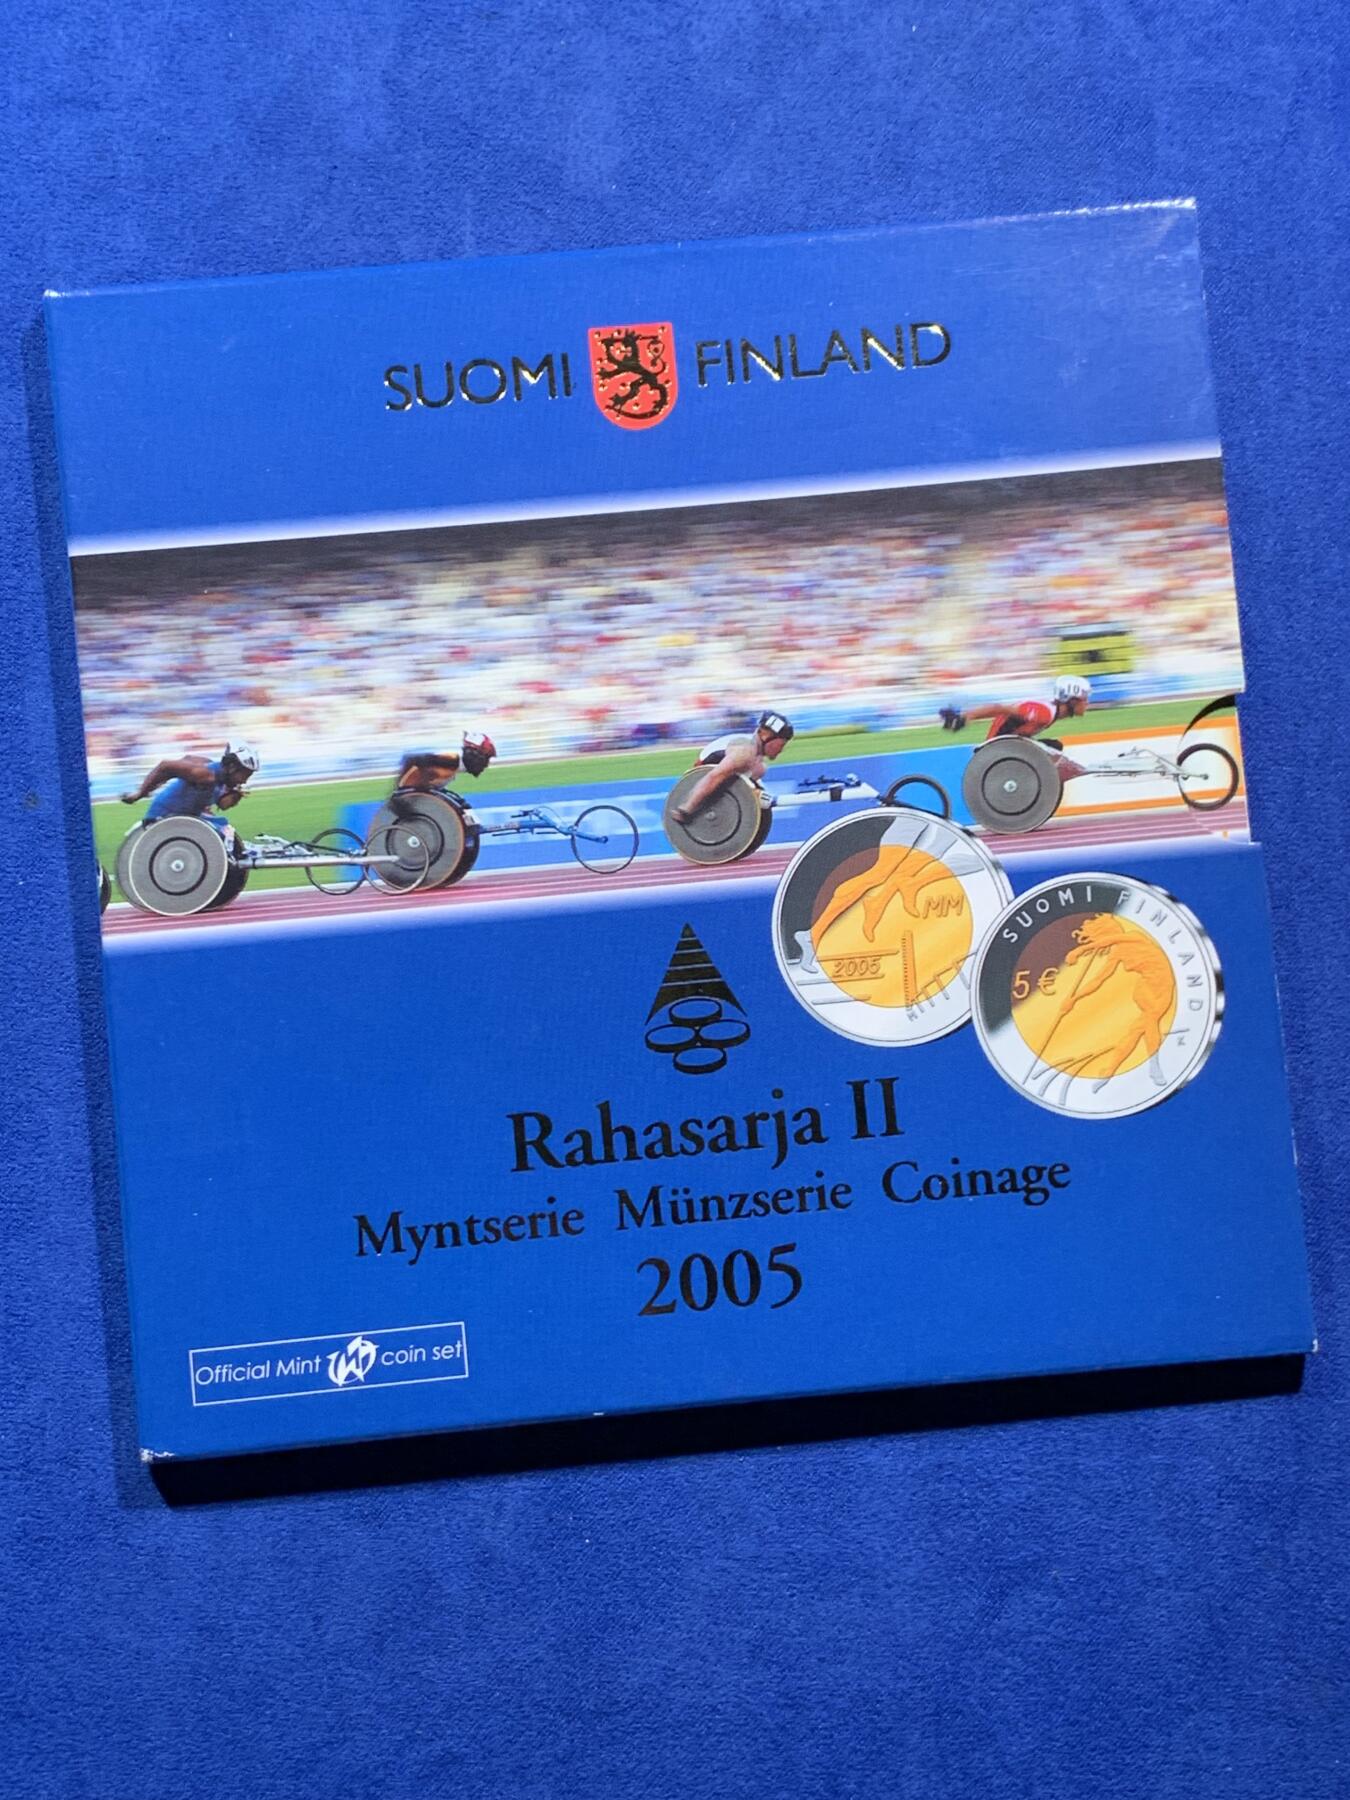 SUOMI FINLAND
MM
2005
SUOMI FINLAND
5 €
Rahasarja II
Myntserie Münzserie Coinage
2005
Official Mint coin set